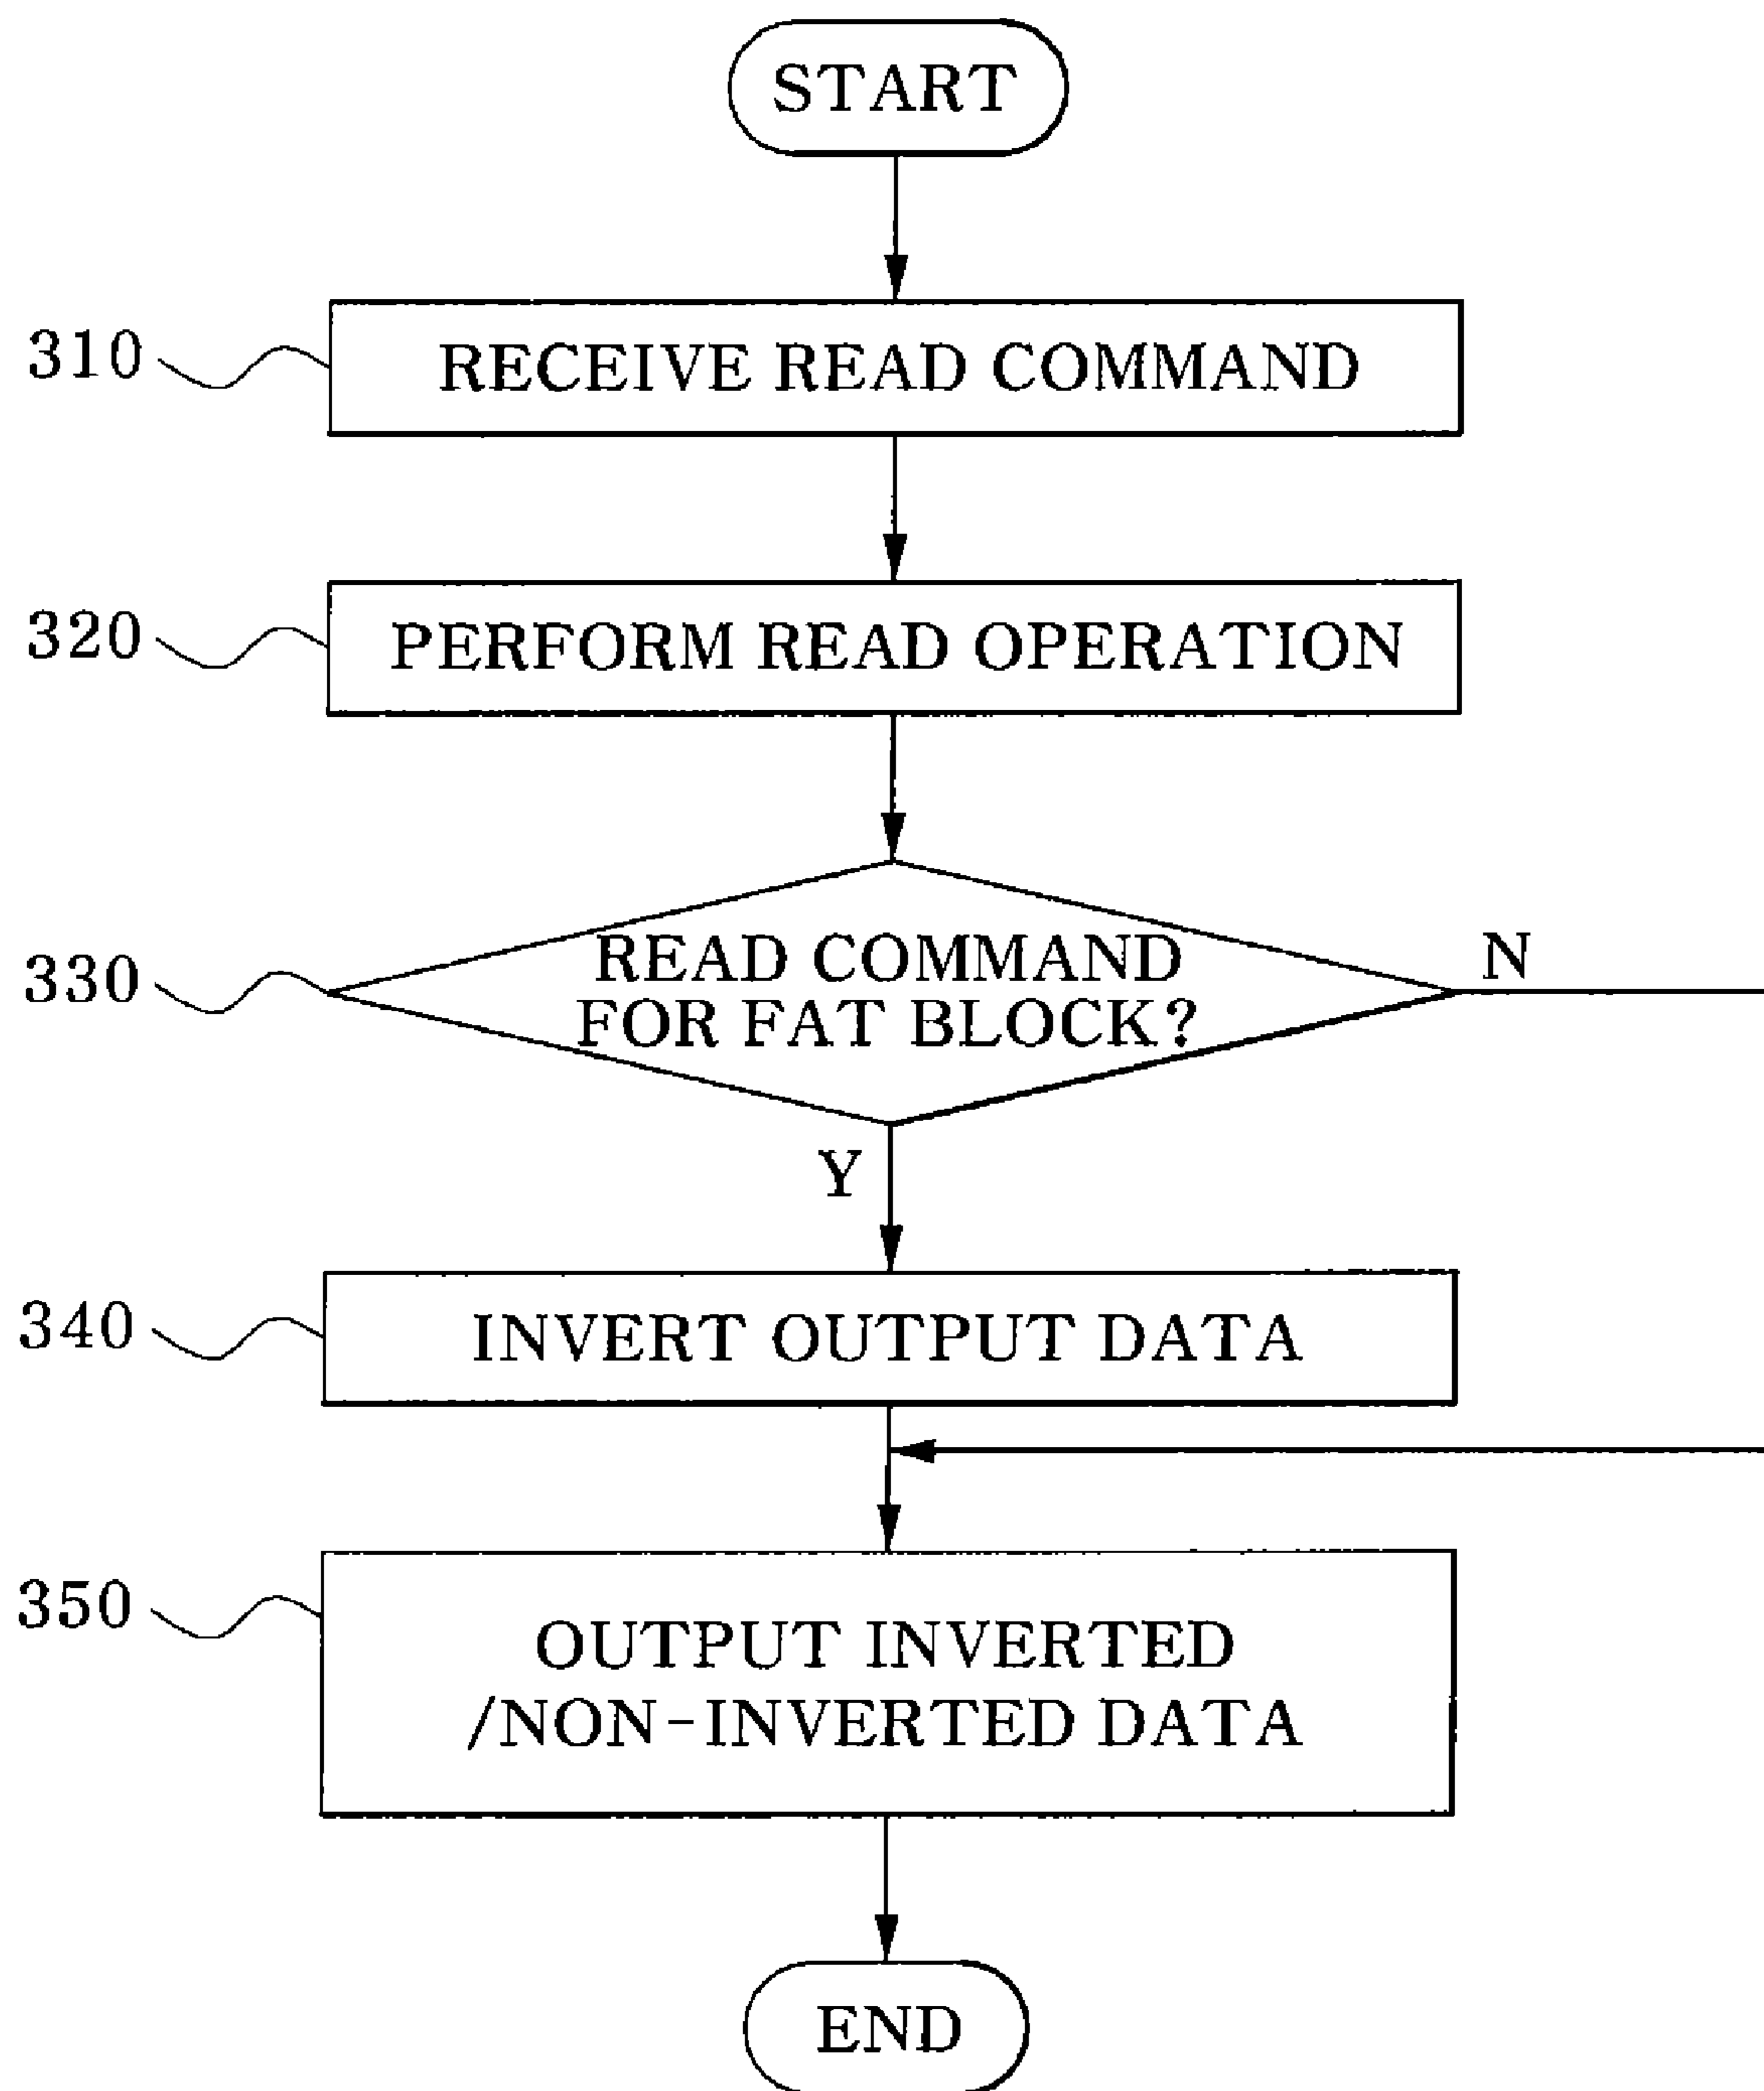 START
310
RECEIVE READ COMMAND
320
PERFORM READ OPERATION
330
READ COMMAND
FOR FAT BLOCK?
N
Y
340
INVERT OUTPUT DATA
350
OUTPUT INVERTED
/NON-INVERTED DATA
END